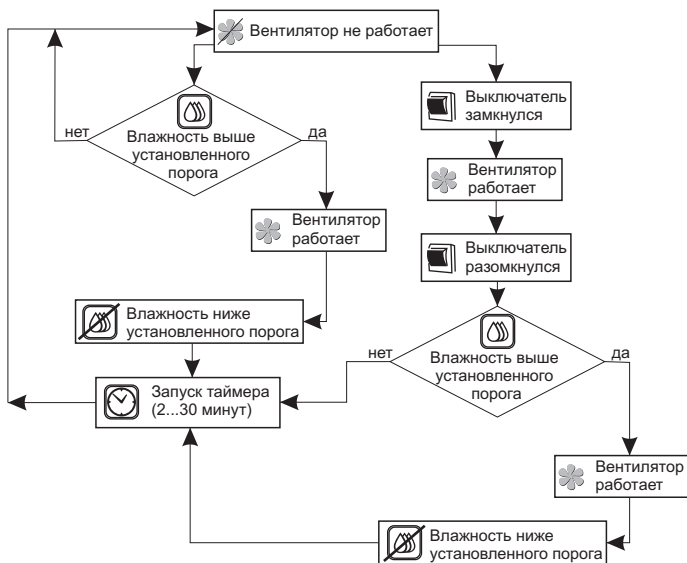 Вентилятор не работает
Выключатель
замкнулся
нет
Влажность выше
установленного
порога
да
Вентилятор
работает
Вентилятор
работает
Выключатель
разомкнулся
Влажность ниже
установленного порога
нет
Влажность выше
установленного
порога
да
Запуск таймера
(2...30 минут)
Вентилятор
работает
Влажность ниже
установленного порога